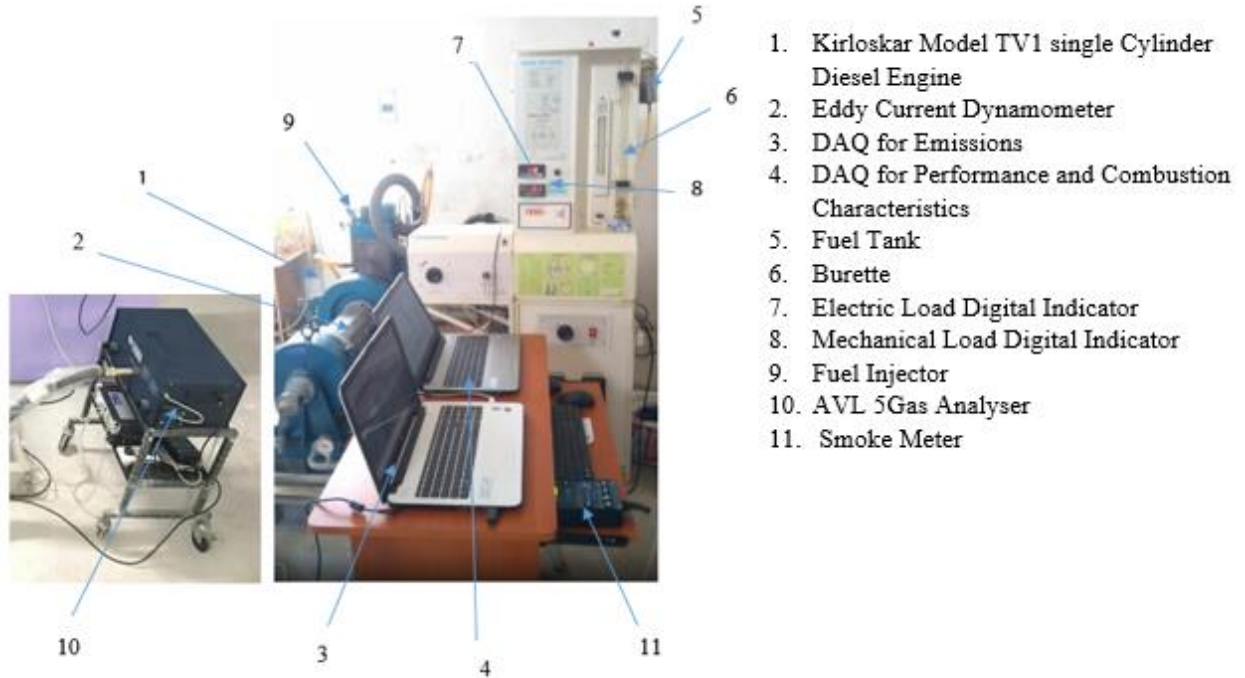 5
7
6
9
8
1
2
10
3
4
11
1. Kirloskar Model TV1 single Cylinder
Diesel Engine
2. Eddy Current Dynamometer
3. DAQ for Emissions
4. DAQ for Performance and Combustion
Characteristics
5. Fuel Tank
6. Burette
7. Electric Load Digital Indicator
8. Mechanical Load Digital Indicator
9. Fuel Injector
10. AVL 5Gas Analyser
11. Smoke Meter